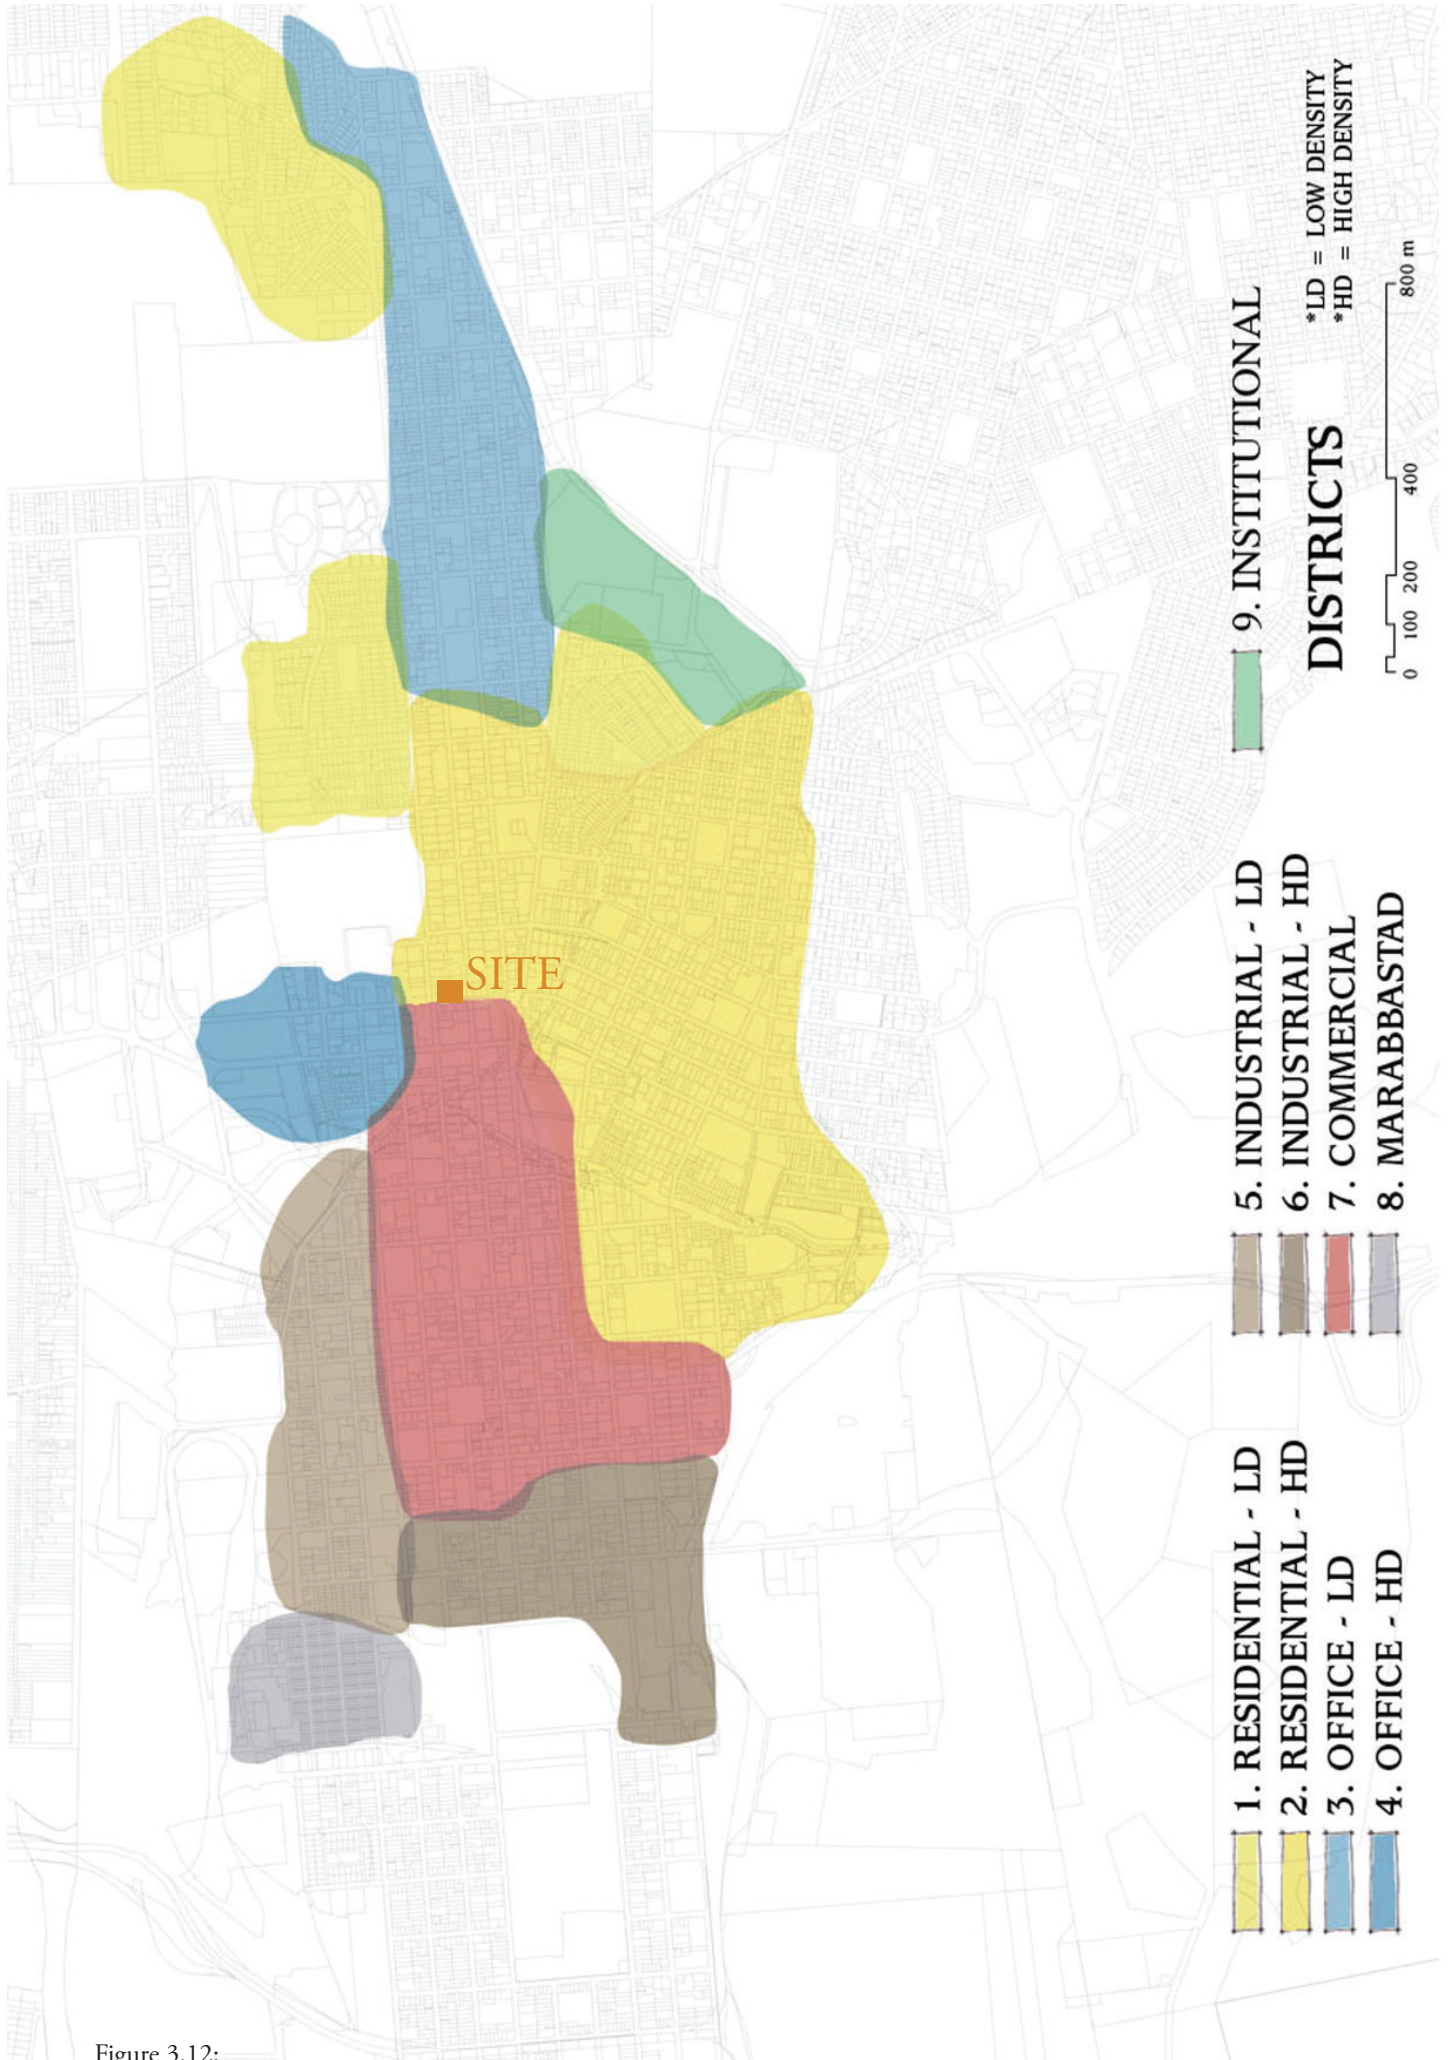 SITE
1. RESIDENTIAL - LD
2. RESIDENTIAL - HD
3. OFFICE - LD
4. OFFICE - HD
5. INDUSTRIAL - LD
6. INDUSTRIAL - HD
7. COMMERCIAL
8. MARABBASTAD
9. INSTITUTIONAL
DISTRICTS
*LD = LOW DENSITY
*HD = HIGH DENSITY
0 100 200 400 800 m
Figure 3.12: